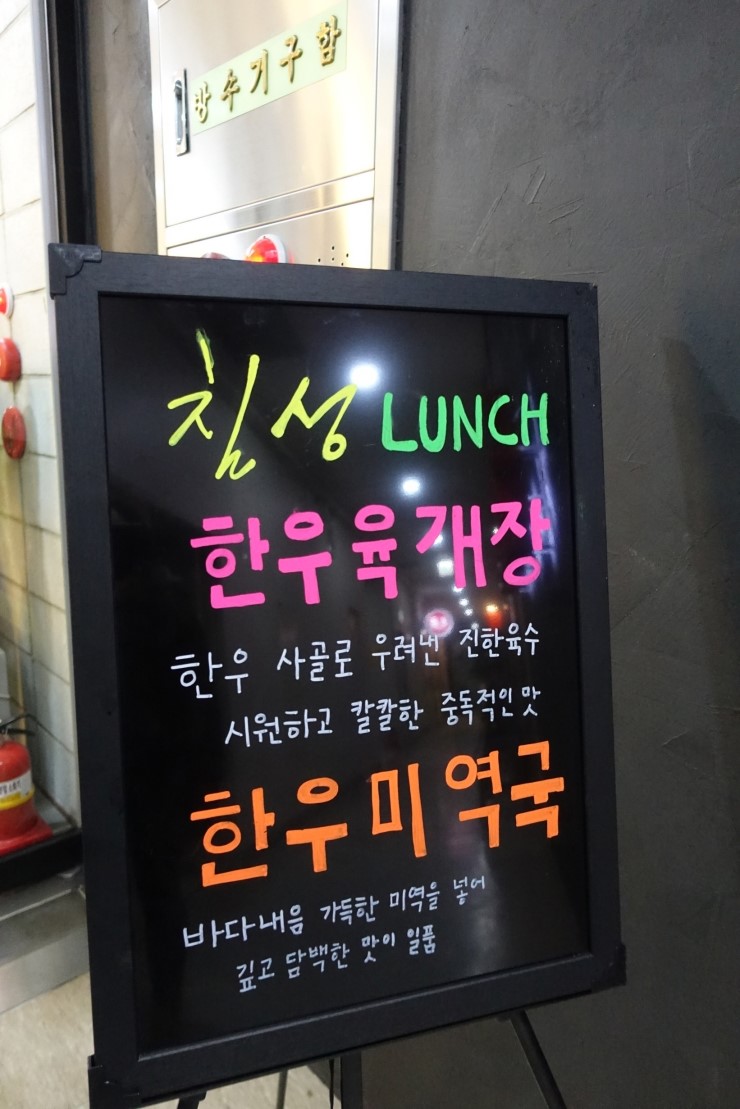 방수기구함
칠성 LUNCH
한우육개장
한우 사골로 우려낸 진한육수
시원하고 칼칼한 중독적인 맛
한우미역국
바다내음 가득한 미역을 넣어
깊고 담백한 맛이 일품